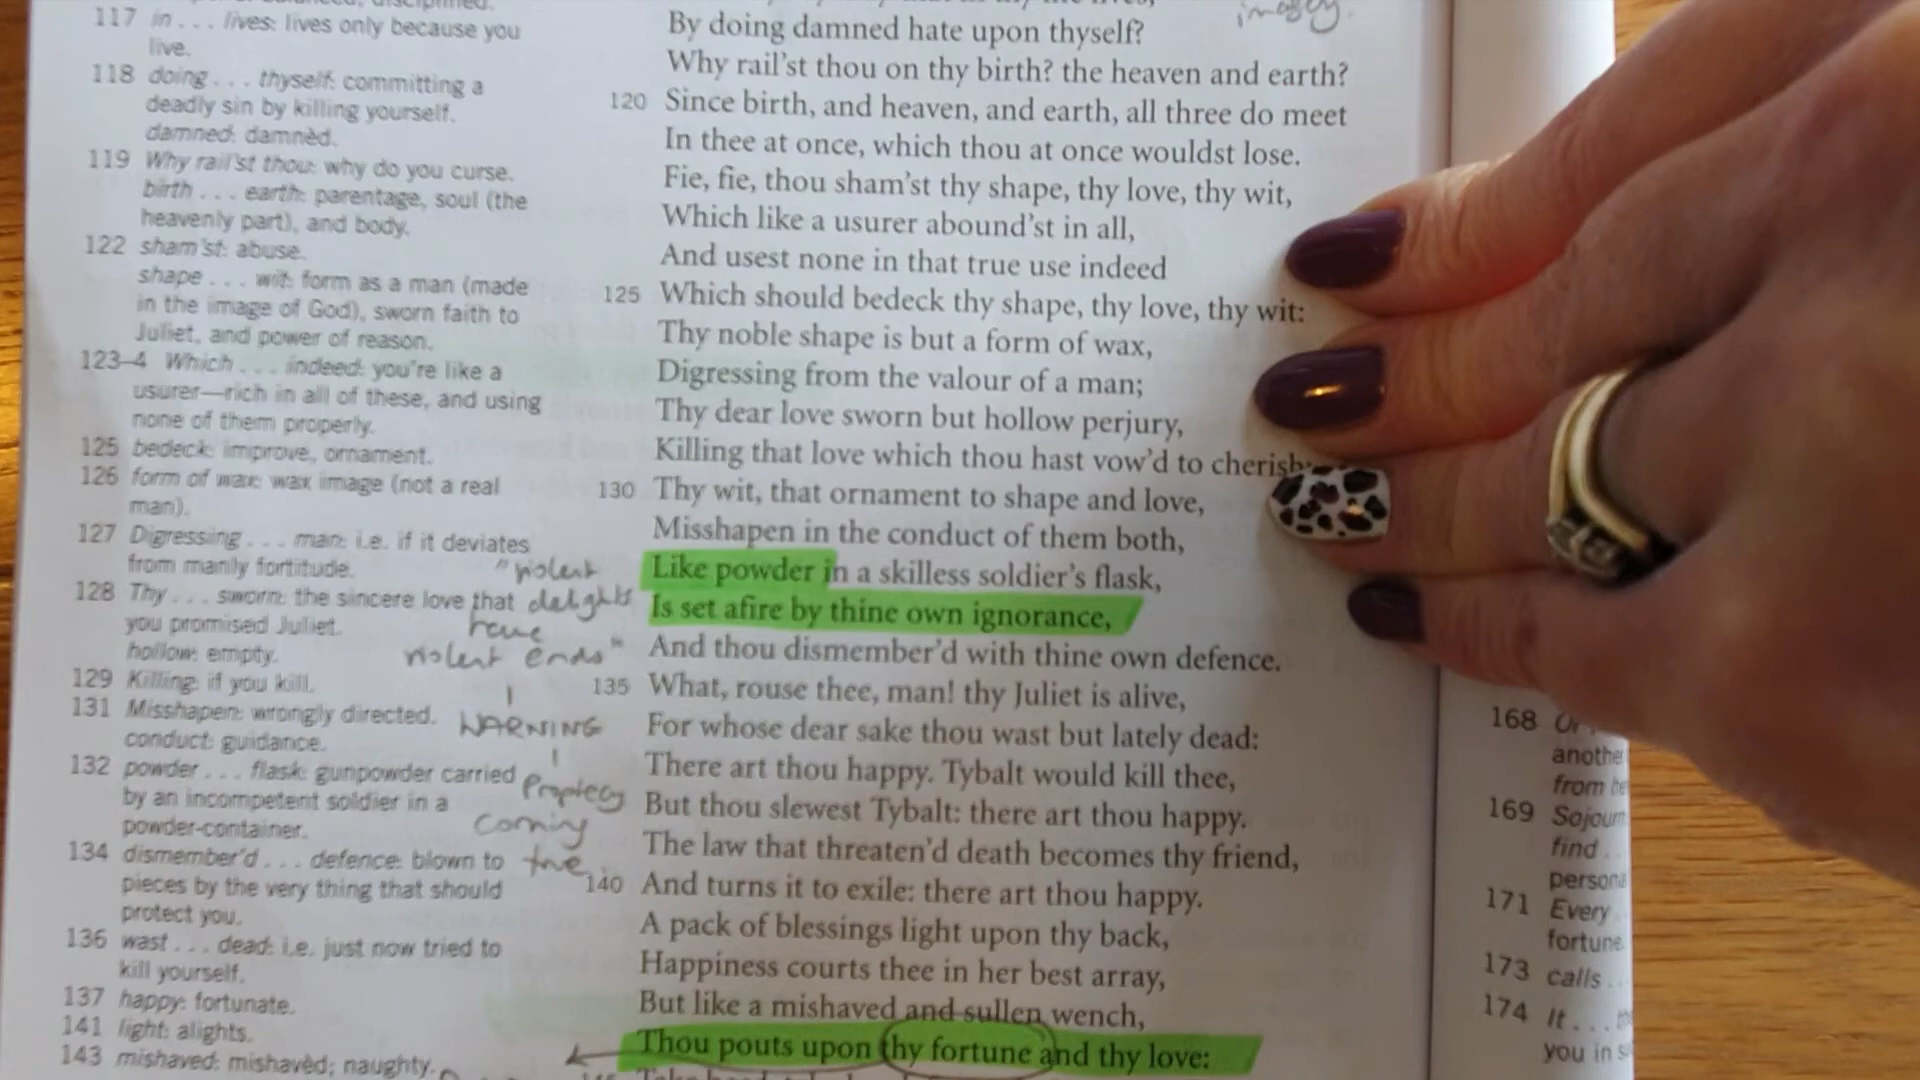 117 in . . . lives: lives only because you
live.
118 doing . . . thyself: committing a
deadly sin by killing yourself.
damned: damnèd.
119 Why rail'st thou: why do you curse.
birth . . . earth: parentage, soul (the
heavenly part), and body.
122 sham'st: abuse.
shape . . . wit: form as a man (made
in the image of God), sworn faith to
Juliet, and power of reason.
123–4 Which . . . indeed: you're like a
usurer—rich in all of these, and using
none of them properly.
125 bedeck: improve, ornament.
126 form of wax: wax image (not a real
man).
127 Digressing . . . man: i.e. if it deviates
from manly fortitude.
128 Thy . . . sworn: the sincere love that
you promised Juliet.
hollow: empty.
129 Killing: if you kill.
131 Misshapen: wrongly directed.
conduct: guidance.
132 powder . . . flask: gunpowder carried
by an incompetent soldier in a
powder-container.
134 dismember'd . . . defence: blown to
pieces by the very thing that should
protect you.
136 wast . . . dead: i.e. just now tried to
kill yourself.
137 happy: fortunate.
141 light: alights.
143 mishaved: mishavèd; naughty.
"violent
delights
have
violent ends"
WARNING
Prophecy
coming
true.
imagery.
By doing damned hate upon thyself?
Why rail'st thou on thy birth? the heaven and earth?
120 Since birth, and heaven, and earth, all three do meet
In thee at once, which thou at once wouldst lose.
Fie, fie, thou sham'st thy shape, thy love, thy wit,
Which like a usurer abound'st in all,
And usest none in that true use indeed
125 Which should bedeck thy shape, thy love, thy wit:
Thy noble shape is but a form of wax,
Digressing from the valour of a man;
Thy dear love sworn but hollow perjury,
Killing that love which thou hast vow'd to cherish;
130 Thy wit, that ornament to shape and love,
Misshapen in the conduct of them both,
Like powder in a skilless soldier's flask,
Is set afire by thine own ignorance,
And thou dismember'd with thine own defence.
135 What, rouse thee, man! thy Juliet is alive,
For whose dear sake thou wast but lately dead:
There art thou happy. Tybalt would kill thee,
But thou slewest Tybalt: there art thou happy.
The law that threaten'd death becomes thy friend,
140 And turns it to exile: there art thou happy.
A pack of blessings light upon thy back,
Happiness courts thee in her best array,
But like a mishaved and sullen wench,
Thou pouts upon thy fortune and thy love:
168
another
169 Sojourn
find
171 Every
fortune
173 calls . .
174 It . . .
you in